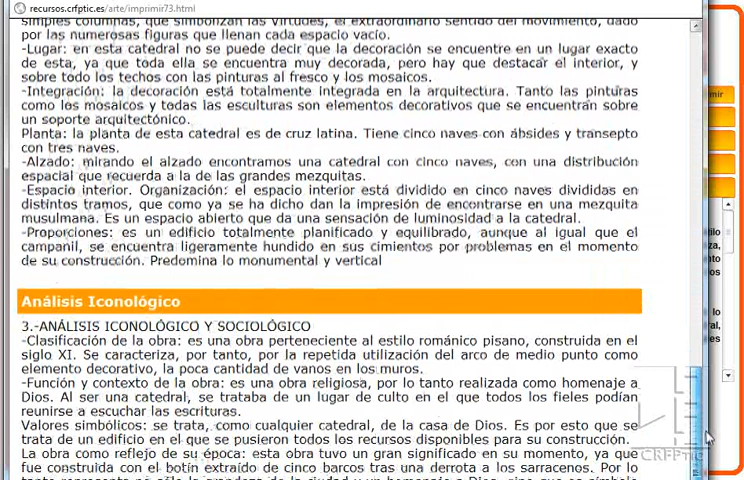 recursos.crfptic.es/arte/imprimir73.html
simples columnas, que simbolizan las virtudes, el extraordinario sentido del movimiento, dado
por las numerosas figuras que llenan cada espacio vacío.
-Lugar: en esta catedral no se puede decir que la decoración se encuentre en un lugar exacto
de esta, ya que toda ella se encuentra muy decorada, pero hay que destacar el interior, y
sobre todo los techos con las pinturas al fresco y los mosaicos.
-Integración: la decoración está totalmente integrada en la arquitectura. Tanto las pinturas
como los mosaicos y todas las esculturas son elementos decorativos que se encuentran sobre
un soporte arquitectónico.
Planta: la planta de esta catedral es de cruz latina. Tiene cinco naves con ábsides y transepto
con tres naves.
-Alzado: mirando el alzado encontramos una catedral con cinco naves, con una distribución
espacial que recuerda a la de las grandes mezquitas.
-Espacio interior. Organización: el espacio interior está dividido en cinco naves divididas en
distintos tramos, que como ya se ha dicho dan la impresión de encontrarse en una mezquita
musulmana. Es un espacio abierto que da una sensación de luminosidad a la catedral.
-Proporciones: es un edificio totalmente planificado y equilibrado, aunque al igual que el
campanil, se encuentra ligeramente hundido en sus cimientos por problemas en el momento
de su construcción. Predomina lo monumental y vertical
Análisis Iconológico
3.-ANÁLISIS ICONOLÓGICO Y SOCIOLÓGICO
-Clasificación de la obra: es una obra perteneciente al estilo románico pisano, construida en el
siglo XI. Se caracteriza, por tanto, por la repetida utilización del arco de medio punto como
elemento decorativo, la poca cantidad de vanos en los muros.
-Función y contexto de la obra: es una obra religiosa, por lo tanto realizada como homenaje a
Dios. Al ser una catedral, se trataba de un lugar de culto en el que todos los fieles podían
reunirse a escuchar las escrituras.
Valores simbólicos: se trata, como cualquier catedral, de la casa de Dios. Es por esto que se
trata de un edificio en el que se pusieron todos los recursos disponibles para su construcción.
La obra como reflejo de su época: esta obra tuvo un gran significado en su momento, ya que
fue construida con el botín extraído de cinco barcos tras una derrota a los sarracenos. Por lo
CRFPTic